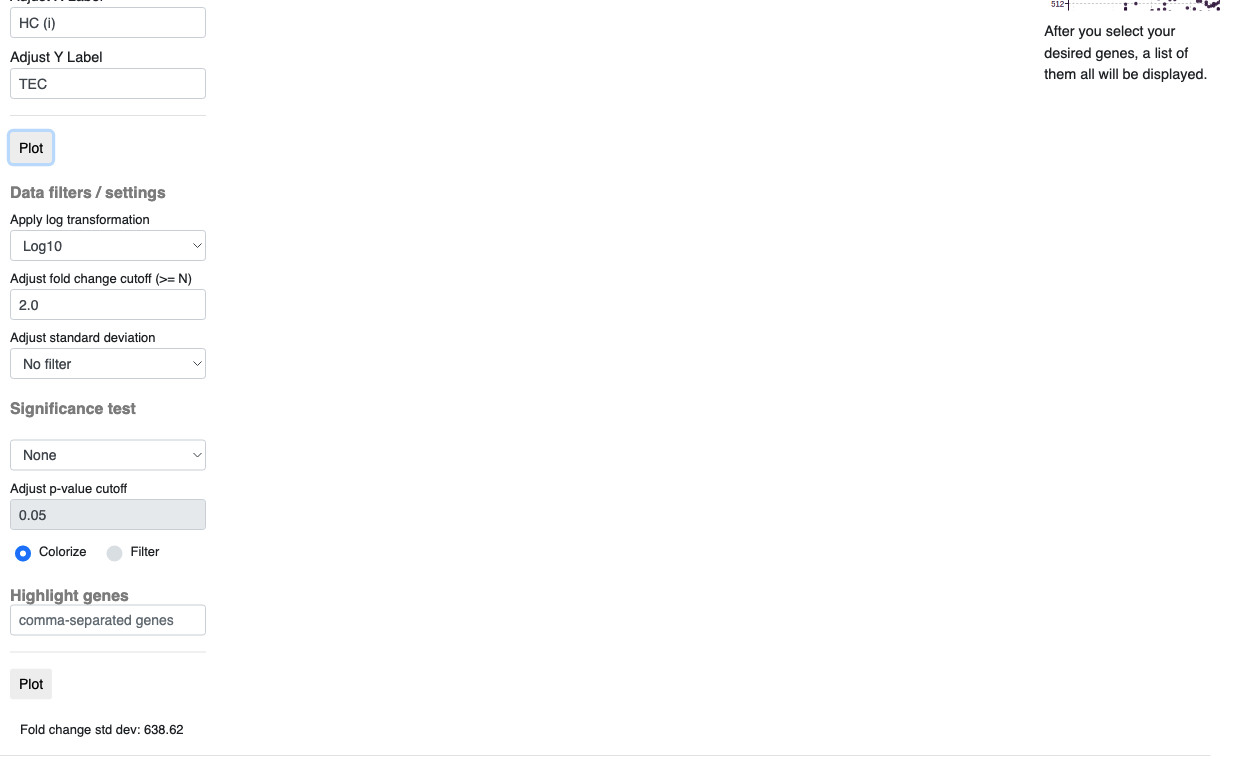 HC (i)
Adjust Y Label
TEC
Plot
Data filters / settings
Apply log transformation
Log10
Adjust fold change cutoff (>= N)
2.0
Adjust standard deviation
No filter
Significance test
None
Adjust p-value cutoff
0.05
Colorize Filter
Highlight genes
comma-separated genes
Plot
Fold change std dev: 638.62
512
After you select your
desired genes, a list of
them all will be displayed.